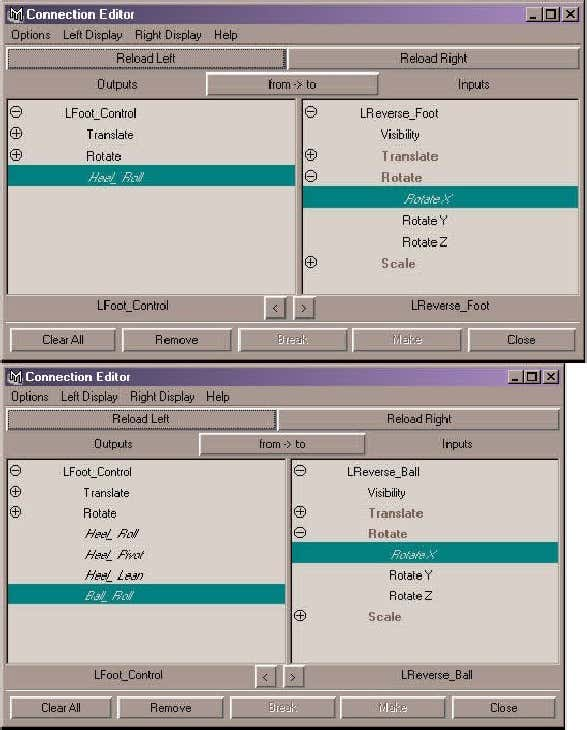 Connection Editor
Options Left Display Right Display Help
Reload Left Reload Right
Outputs from -> to Inputs
LFoot_Control LReverse_Foot
Translate Visibility
Rotate Translate
Heel_Roll Rotate
Rotate X
Rotate Y
Rotate Z
Scale
LFoot_Control < > LReverse_Foot
Clear All Remove Break Make Close
Connection Editor
Options Left Display Right Display Help
Reload Left Reload Right
Outputs from -> to Inputs
LFoot_Control LReverse_Ball
Translate Visibility
Rotate Translate
Heel_Roll Rotate
Heel_Pivot Rotate X
Heel_Lean Rotate Y
Ball_Roll Rotate Z
Scale
LFoot_Control < > LReverse_Ball
Clear All Remove Break Make Close